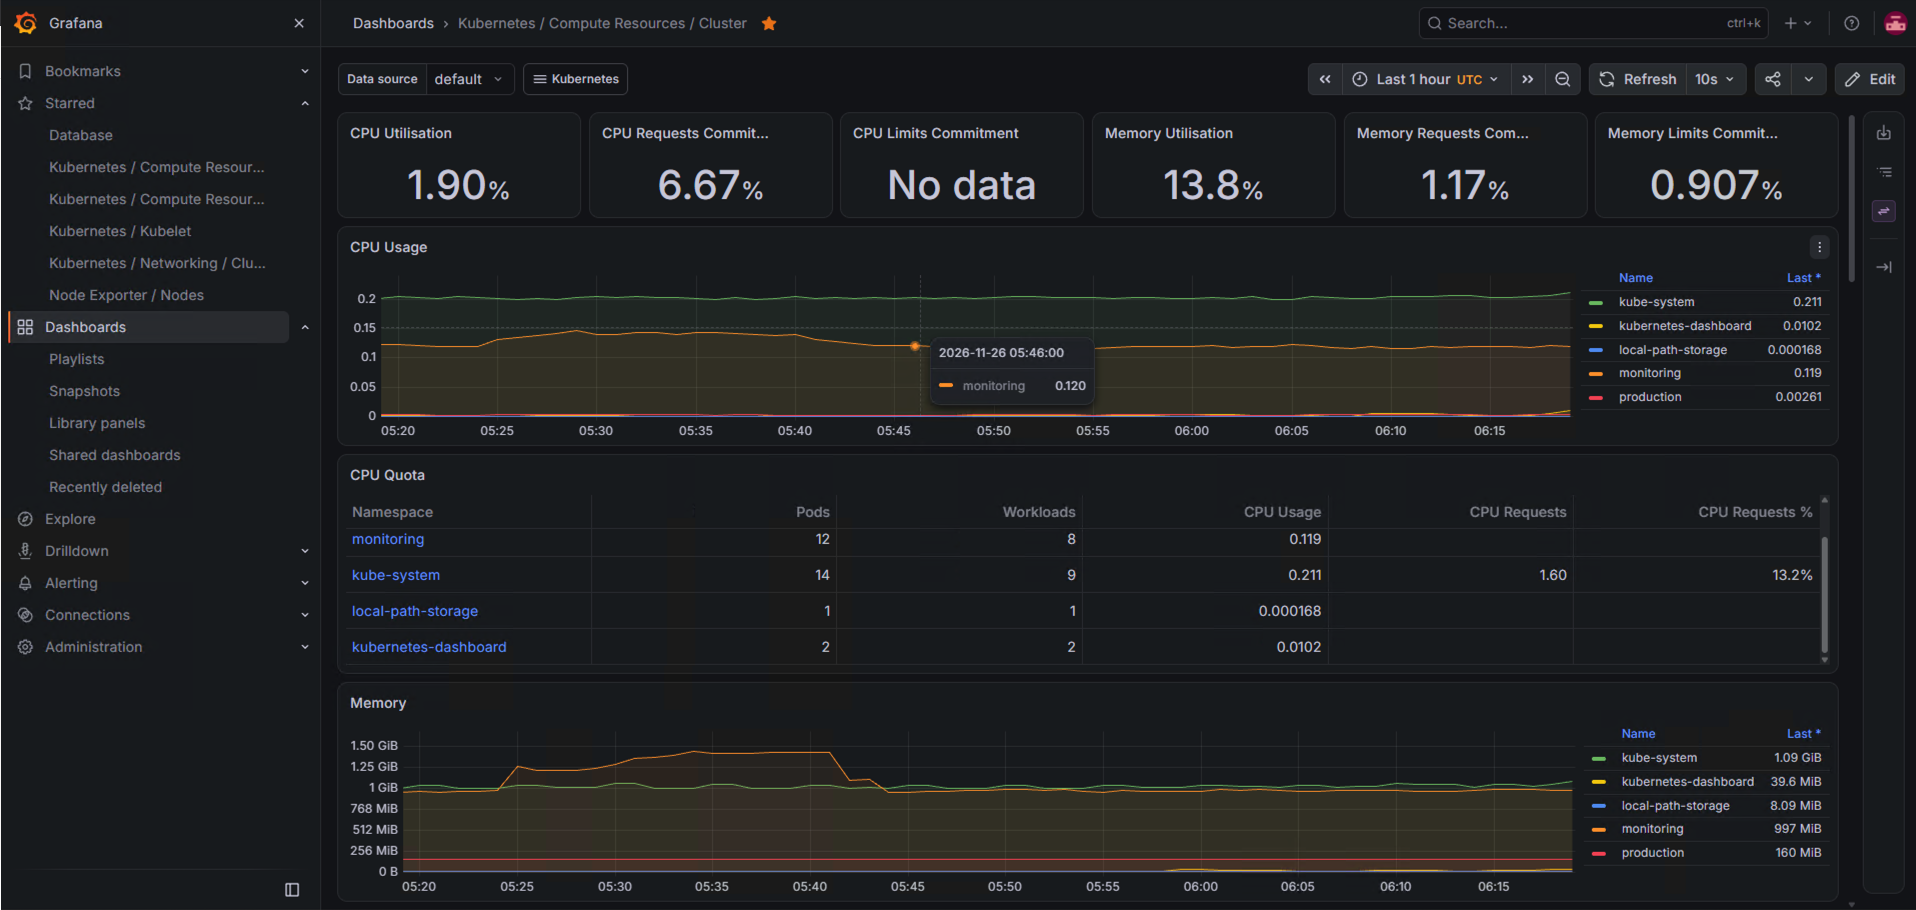 Grafana
Dashboards › Kubernetes / Compute Resources / Cluster
Search...
ctrl+k
Bookmarks
Starred
Database
Kubernetes / Compute Resour...
Kubernetes / Compute Resour...
Kubernetes / Kubelet
Kubernetes / Networking / Clu...
Node Exporter / Nodes
Dashboards
Playlists
Snapshots
Library panels
Shared dashboards
Recently deleted
Explore
Drilldown
Alerting
Connections
Administration
Data source default
Kubernetes
Last 1 hour UTC
Refresh 10s
Edit
CPU Utilisation
1.90%
CPU Requests Commit...
6.67%
CPU Limits Commitment
No data
Memory Utilisation
13.8%
Memory Requests Com...
1.17%
Memory Limits Commit...
0.907%
CPU Usage
0.2
0.15
0.1
0.05
0
05:20 05:25 05:30 05:35 05:40 05:45 05:50 05:55 06:00 06:05 06:10 06:15
2026-11-26 05:46:00
monitoring 0.120
Name Last *
kube-system 0.211
kubernetes-dashboard 0.0102
local-path-storage 0.000168
monitoring 0.119
production 0.00261
CPU Quota
Namespace Pods Workloads CPU Usage CPU Requests CPU Requests %
monitoring 12 8 0.119
kube-system 14 9 0.211 1.60 13.2%
local-path-storage 1 1 0.000168
kubernetes-dashboard 2 2 0.0102
Memory
1.50 GiB
1.25 GiB
1 GiB
768 MiB
512 MiB
256 MiB
0 B
05:20 05:25 05:30 05:35 05:40 05:45 05:50 05:55 06:00 06:05 06:10 06:15
Name Last *
kube-system 1.09 GiB
kubernetes-dashboard 39.6 MiB
local-path-storage 8.09 MiB
monitoring 997 MiB
production 160 MiB